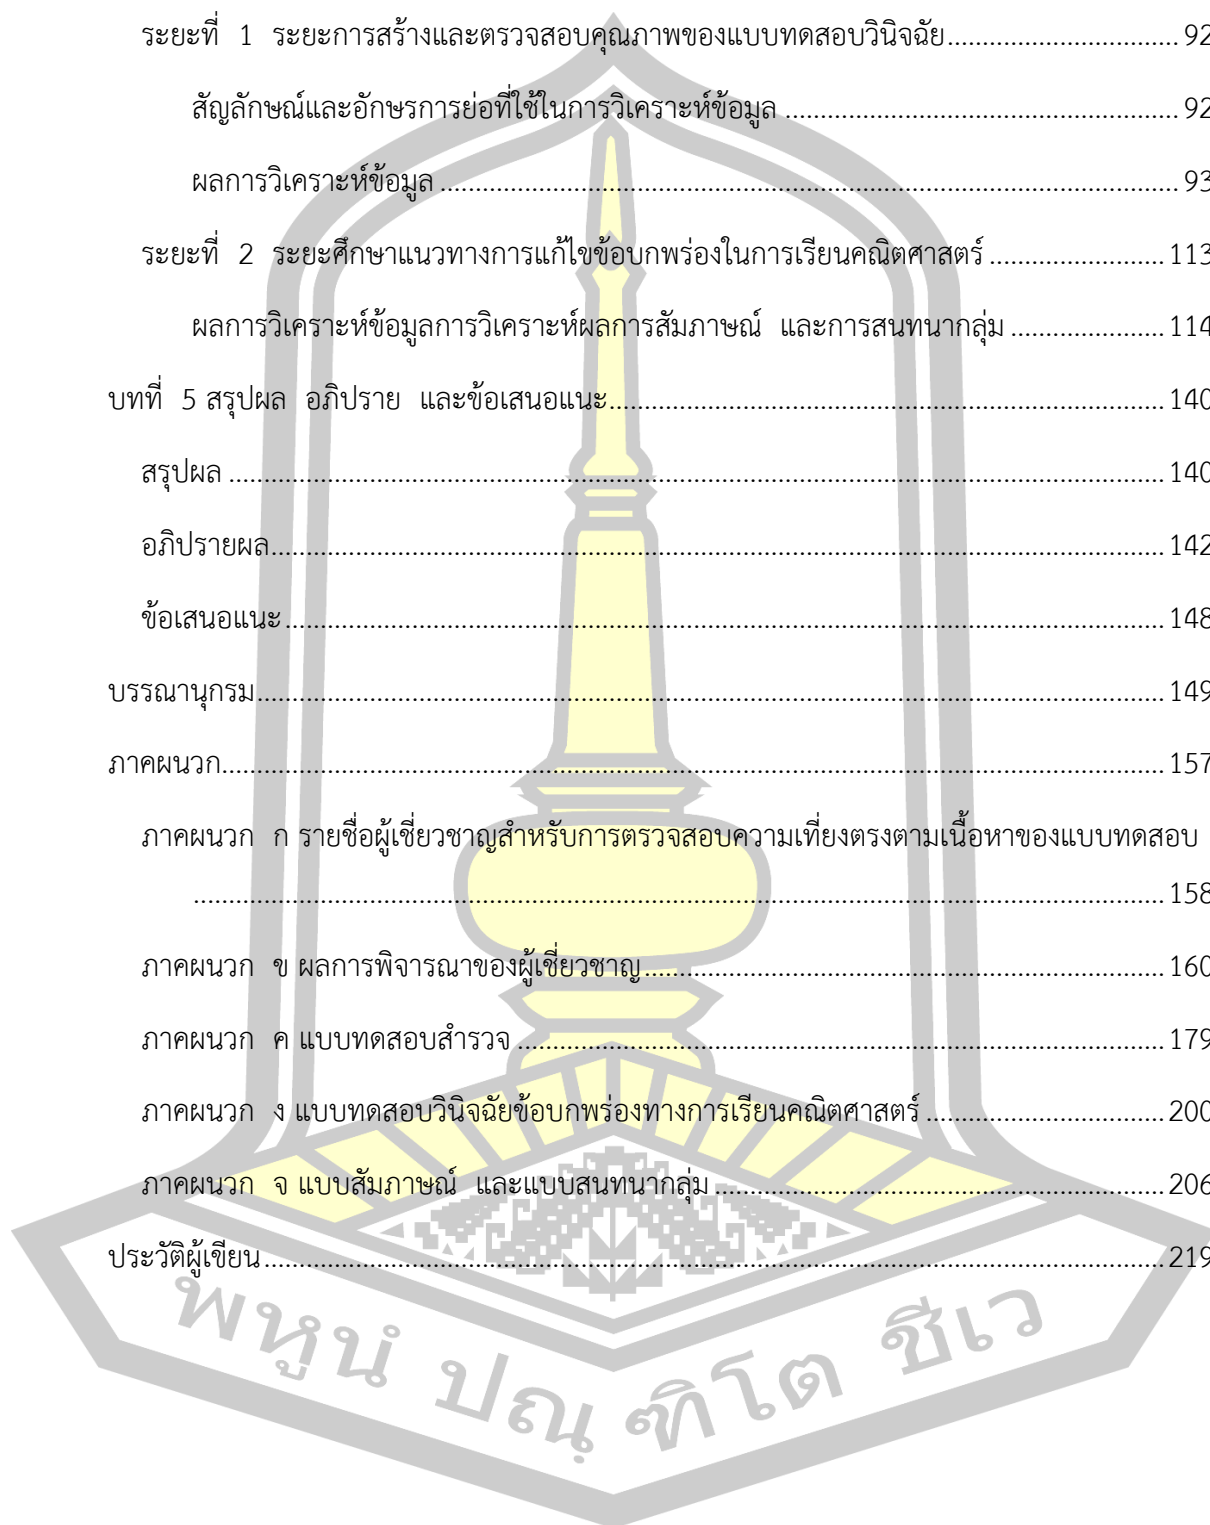 ระยะที่ 1 ระยะการสร้างและตรวจสอบคุณภาพของแบบทดสอบวินิจฉัย 92
สัญลักษณ์และอักษรการย่อที่ใช้ในการวิเคราะห์ข้อมูล 92
ผลการวิเคราะห์ข้อมูล 93
ระยะที่ 2 ระยะศึกษาแนวทางการแก้ไขข้อบกพร่องในการเรียนคณิตศาสตร์ 113
ผลการวิเคราะห์ข้อมูลการวิเคราะห์ผลการสัมภาษณ์ และการสนทนากลุ่ม 114
บทที่ 5 สรุปผล อภิปราย และข้อเสนอแนะ 140
สรุปผล 140
อภิปรายผล 142
ข้อเสนอแนะ 148
บรรณานุกรม 149
ภาคผนวก 157
ภาคผนวก ก รายชื่อผู้เชี่ยวชาญสำหรับการตรวจสอบความเที่ยงตรงตามเนื้อหาของแบบทดสอบ
158
ภาคผนวก ข ผลการพิจารณาของผู้เชี่ยวชาญ 160
ภาคผนวก ค แบบทดสอบสำรวจ 179
ภาคผนวก ง แบบทดสอบวินิจฉัยข้อบกพร่องทางการเรียนคณิตศาสตร์ 200
ภาคผนวก จ แบบสัมภาษณ์ และแบบสนทนากลุ่ม 206
ประวัติผู้เขียน 219
พหูนํ ปณฺฑิโต ชีเว